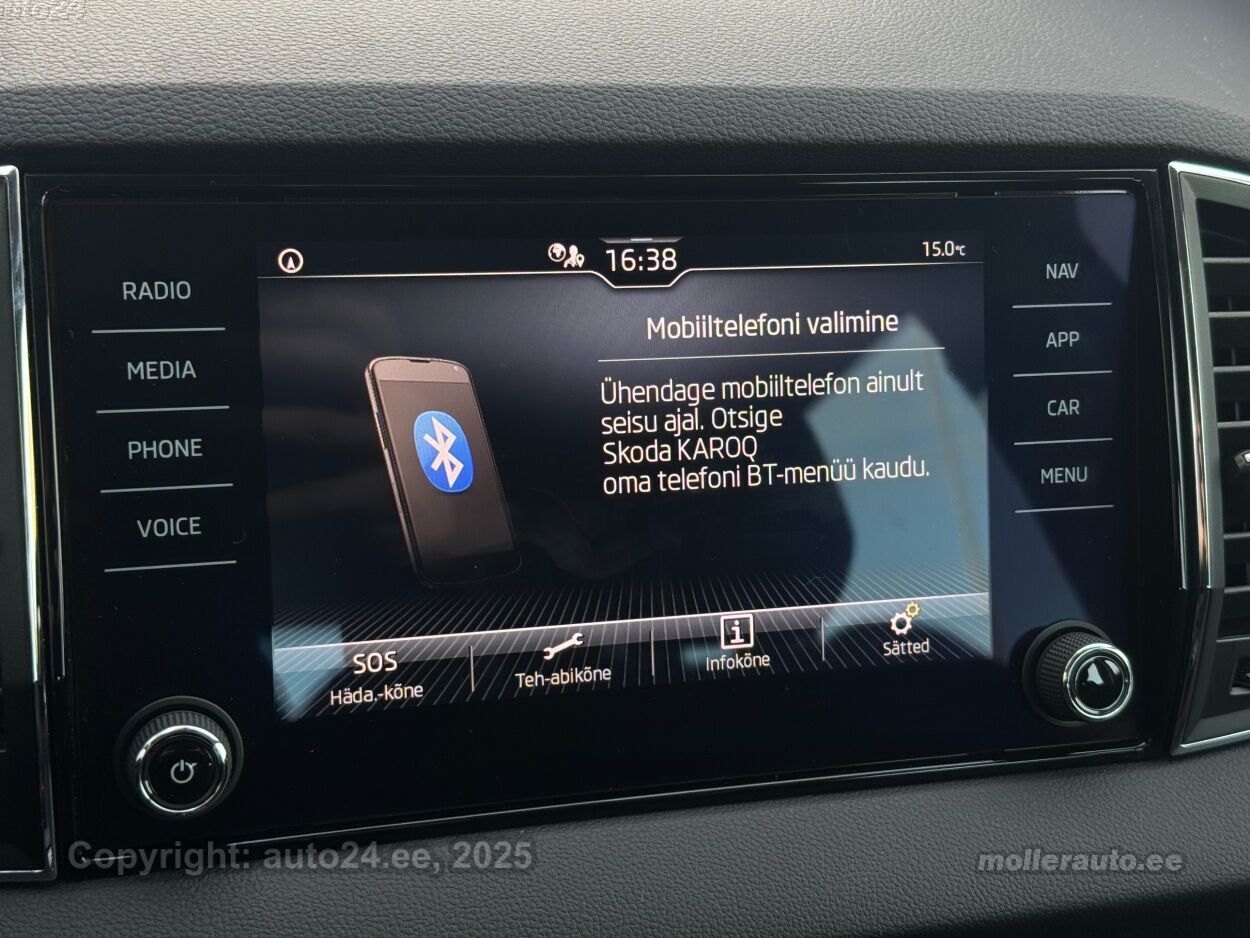 auto24
16:38
15.0°C
RADIO
MEDIA
PHONE
VOICE
Mobiiltelefoni valimine
Ühendage mobiiltelefon ainult
seisu ajal. Otsige
Skoda KAROQ
oma telefoni BT-menüü kaudu.
NAV
APP
CAR
MENU
SOS
Häda.-kõne
Teh-abikõne
i
Infokõne
Sätted
Copyright: auto24.ee, 2025
mollerauto.ee